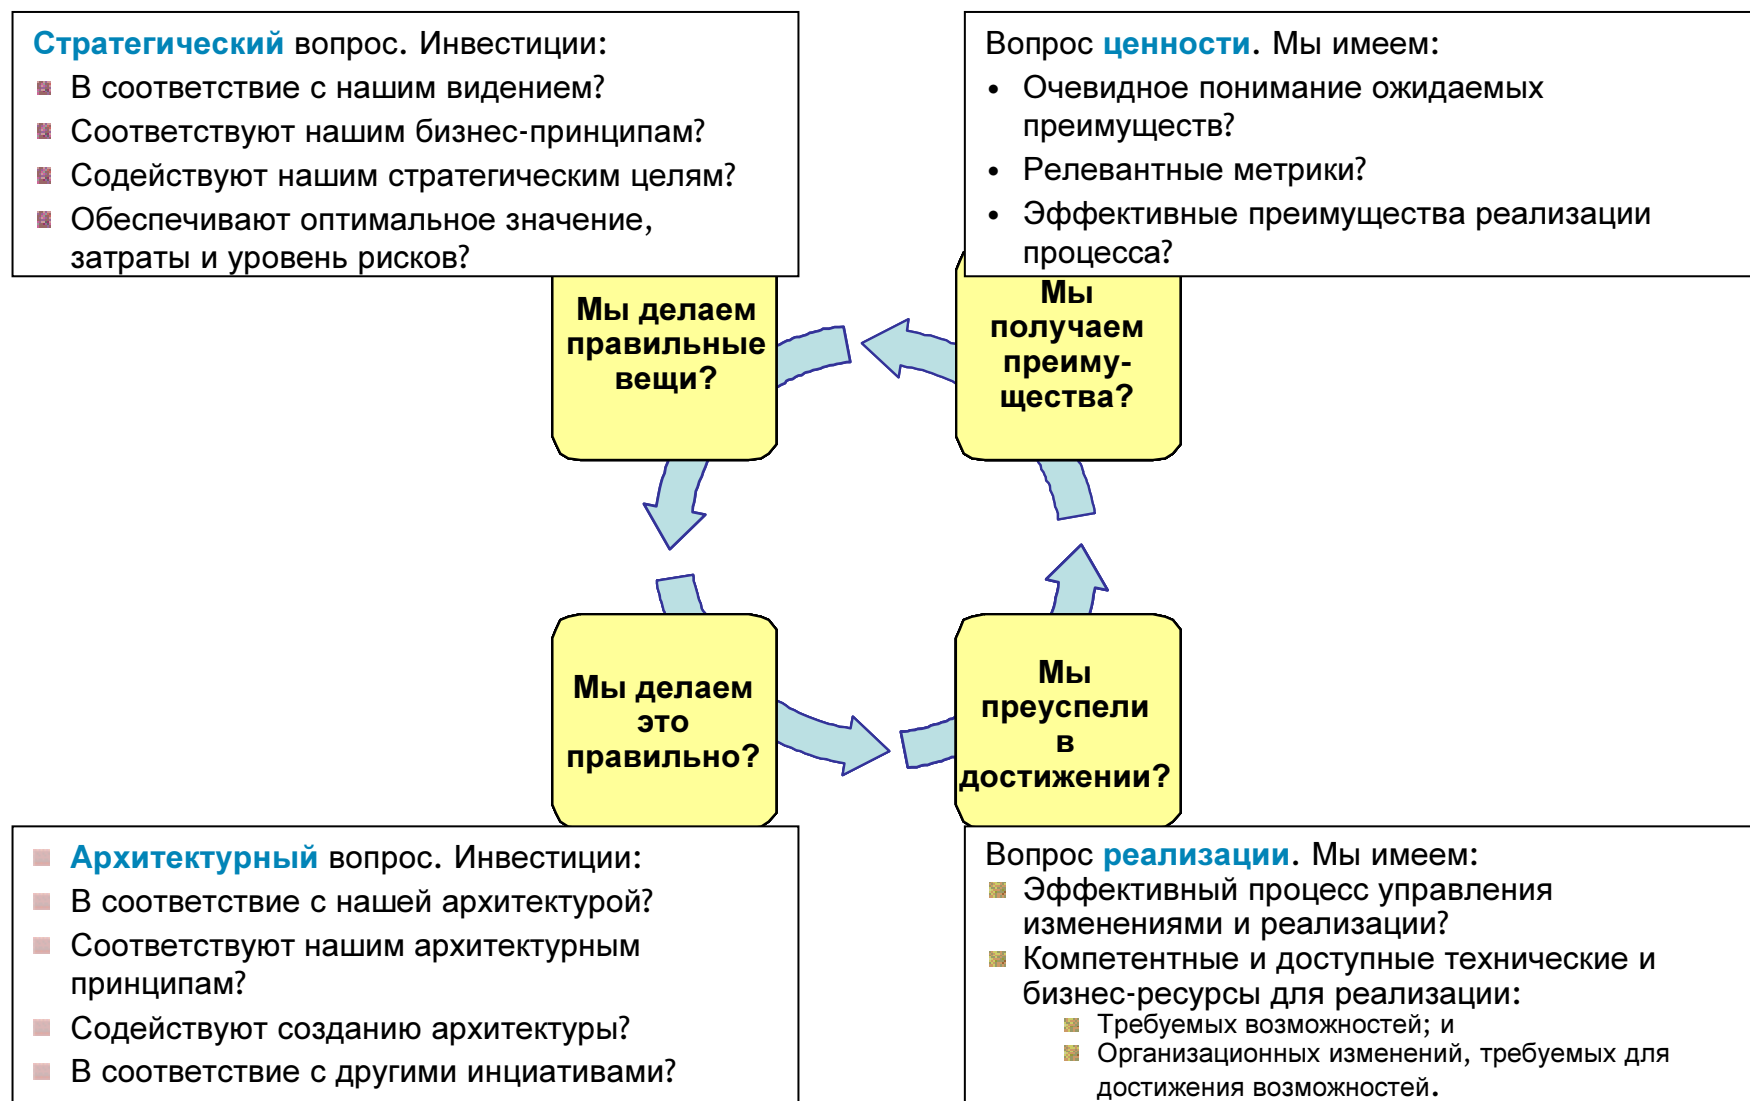 Стратегический вопрос. Инвестиции:
В соответствие с нашим видением?
Соответствуют нашим бизнес-принципам?
Содействуют нашим стратегическим целям?
Обеспечивают оптимальное значение,
затраты и уровень рисков?
Вопрос ценности. Мы имеем:
• Очевидное понимание ожидаемых
преимуществ?
• Релевантные метрики?
• Эффективные преимущества реализации
процесса?
Мы делаем
правильные
вещи?
Мы
получаем
преиму-
щества?
Мы делаем
это
правильно?
Мы
преуспели
в
достижении?
Архитектурный вопрос. Инвестиции:
В соответствие с нашей архитектурой?
Соответствуют нашим архитектурным
принципам?
Содействуют созданию архитектуры?
В соответствие с другими инциативами?
Вопрос реализации. Мы имеем:
Эффективный процесс управления
изменениями и реализации?
Компетентные и доступные технические и
бизнес-ресурсы для реализации:
Требуемых возможностей; и
Организационных изменений, требуемых для
достижения возможностей.